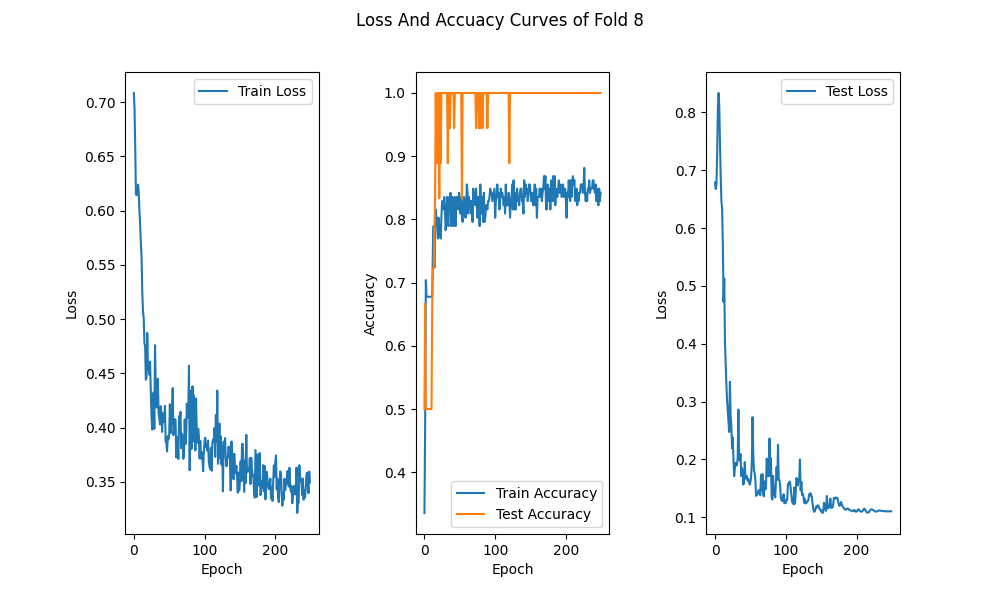 Loss And Accuacy Curves of Fold 8
Train Loss
0.70
0.65
0.60
0.55
0.50
0.45
0.40
0.35
Loss
0 100 200
Epoch
1.0
0.9
0.8
0.7
0.6
0.5
0.4
Accuracy
Train Accuracy
Test Accuracy
0 100 200
Epoch
Test Loss
0.8
0.7
0.6
0.5
0.4
0.3
0.2
0.1
Loss
0 100 200
Epoch